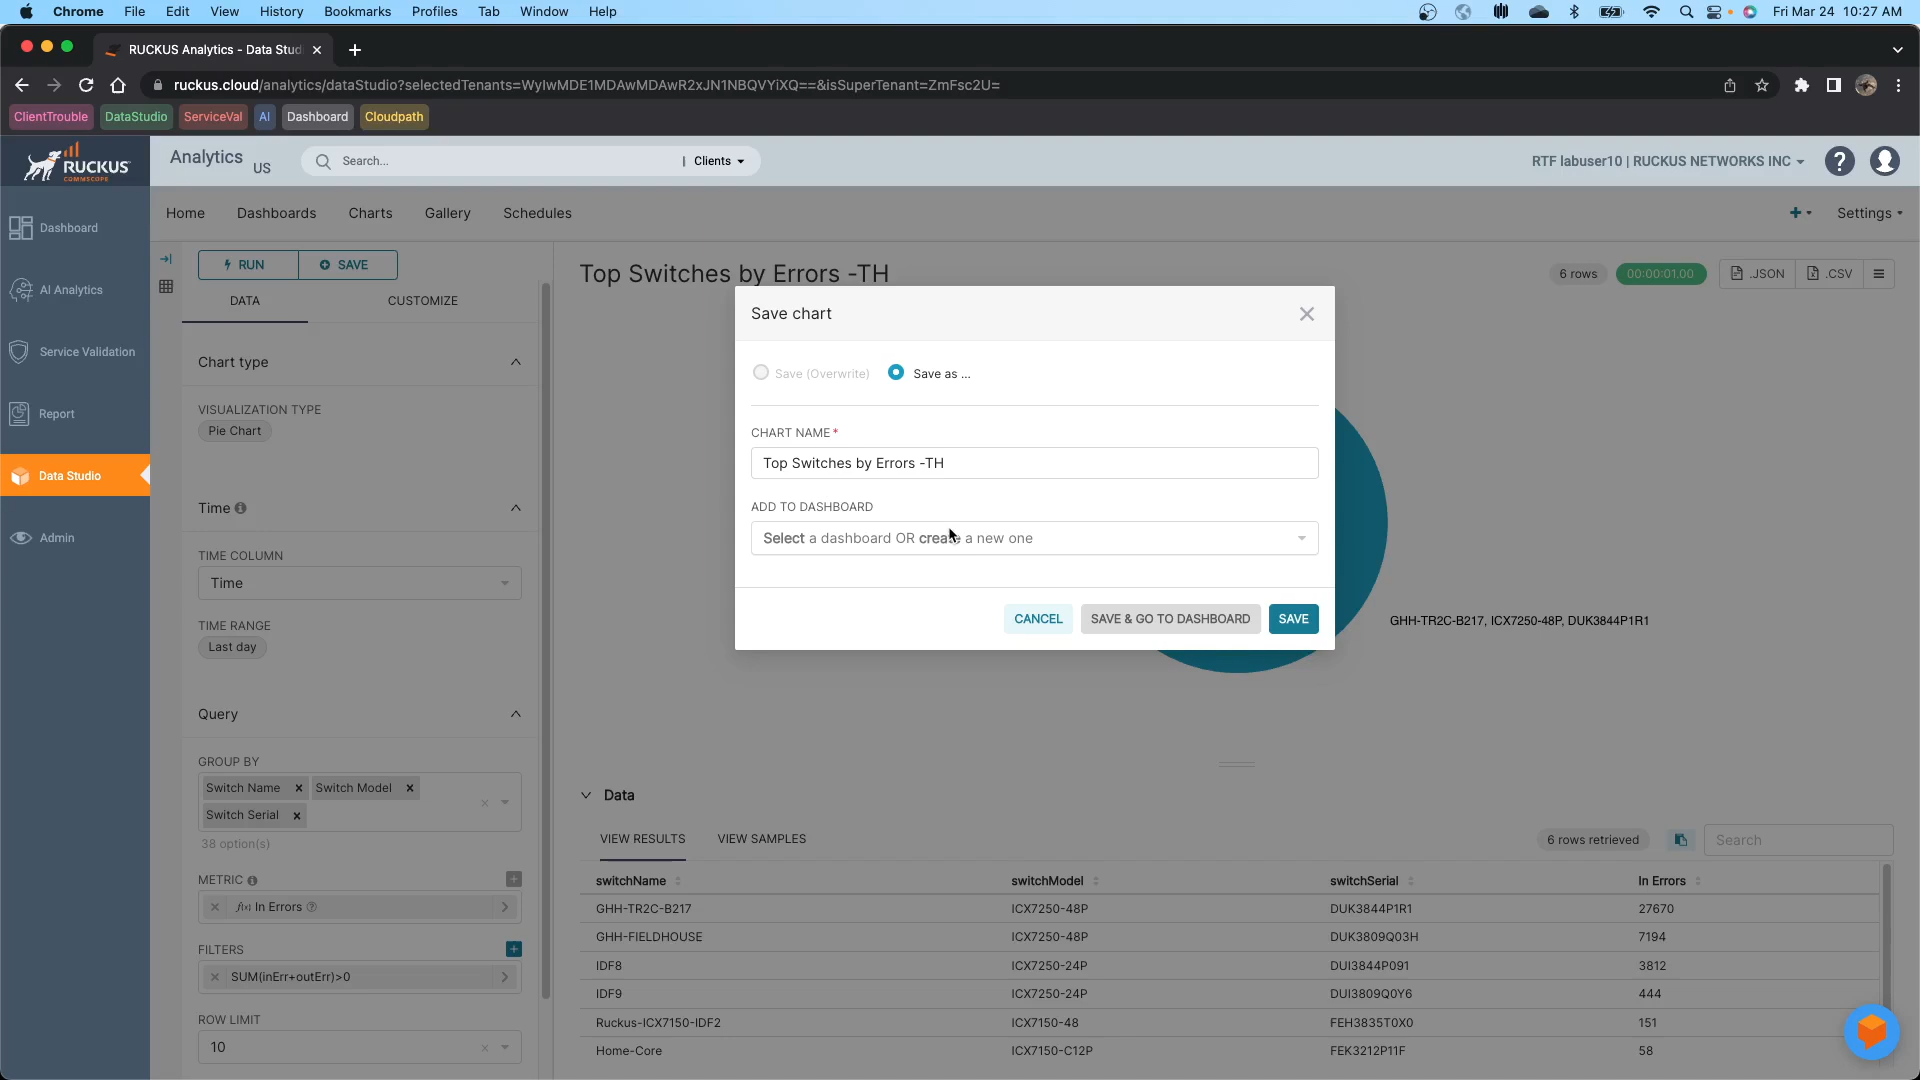 Chrome File Edit View History Bookmarks Profiles Tab Window Help Fri Mar 24 10:27 AM
RUCKUS Analytics - Data Stud
ruckus.cloud/analytics/dataStudio?selectedTenants=WyIwMDE1MDAwMDAwR2xJN1NBQVYiXQ==&isSuperTenant=ZmFsc2U=
ClientTrouble DataStudio ServiceVal AI Dashboard Cloudpath
RUCKUS
COMMSCOPE
Analytics US Search... | Clients RTF labuser10 | RUCKUS NETWORKS INC ?
Home Dashboards Charts Gallery Schedules + Settings
Dashboard
AI Analytics
Service Validation
Report
Data Studio
Admin
RUN SAVE
DATA CUSTOMIZE
Chart type
VISUALIZATION TYPE
Pie Chart
Time
TIME COLUMN
Time
TIME RANGE
Last day
Query
GROUP BY
Switch Name × Switch Model ×
Switch Serial ×
38 option(s)
METRIC
f(x) In Errors
FILTERS
SUM(inErr+outErr)>0
ROW LIMIT
10
Top Switches by Errors -TH 6 rows 00:00:01.00 .JSON .CSV
Save chart
Save (Overwrite) Save as ...
CHART NAME *
Top Switches by Errors -TH
ADD TO DASHBOARD
Select a dashboard OR create a new one
CANCEL SAVE & GO TO DASHBOARD SAVE
GHH-TR2C-B217, ICX7250-48P, DUK3844P1R1
Data
VIEW RESULTS VIEW SAMPLES 6 rows retrieved Search
switchName switchModel switchSerial In Errors
GHH-TR2C-B217 ICX7250-48P DUK3844P1R1 27670
GHH-FIELDHOUSE ICX7250-48P DUK3809Q03H 7194
IDF8 ICX7250-24P DUI3844P091 3812
IDF9 ICX7250-24P DUI3809Q0Y6 444
Ruckus-ICX7150-IDF2 ICX7150-48 FEH3835T0X0 151
Home-Core ICX7150-C12P FEK3212P11F 58